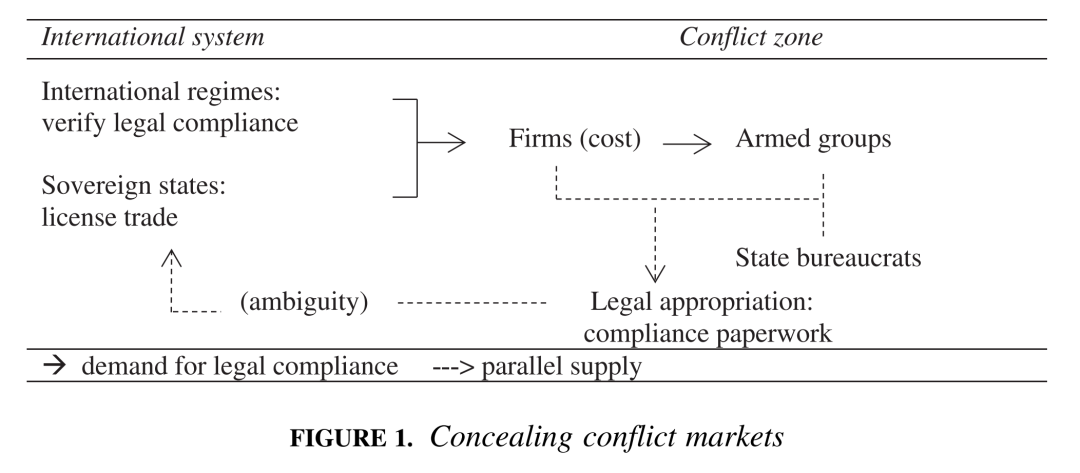 International system Conflict zone
International regimes:
verify legal compliance
Firms (cost) Armed groups
Sovereign states:
license trade
State bureaucrats
(ambiguity) Legal appropriation:
compliance paperwork
→ demand for legal compliance ---> parallel supply
FIGURE 1. Concealing conflict markets